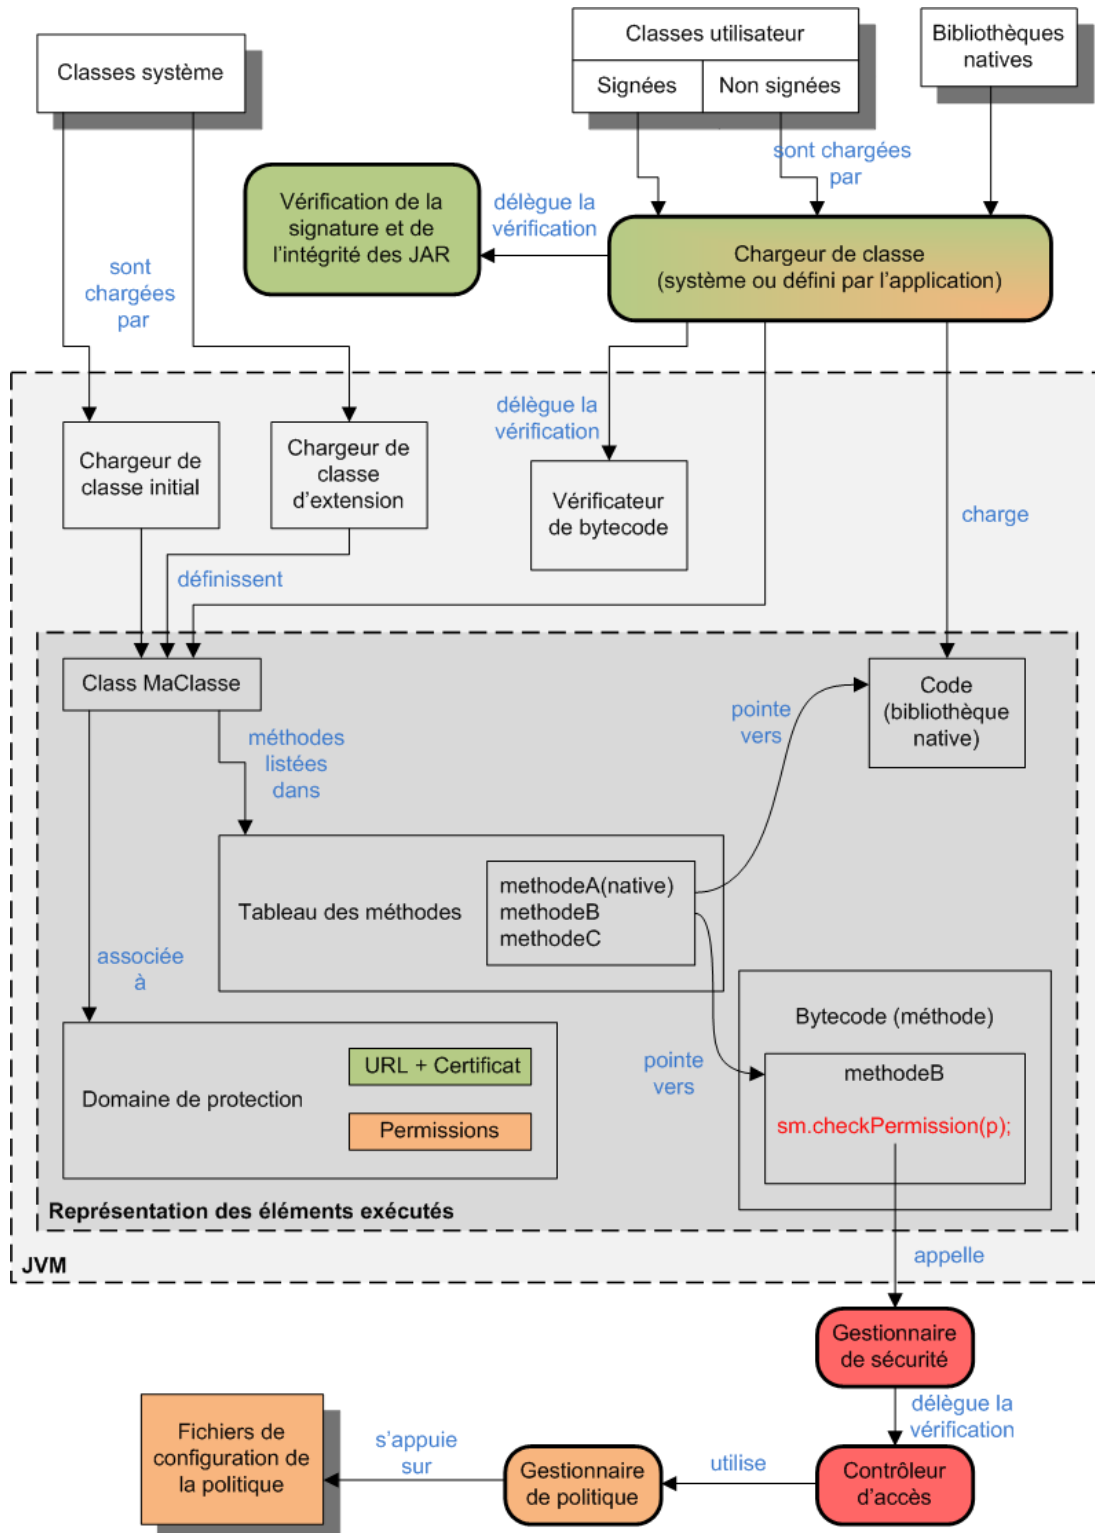 Classes système
Classes utilisateur
Signées
Non signées
Bibliothèques
natives
sont chargées
par
Vérification de la
signature et de
l'intégrité des JAR
délègue la
vérification
Chargeur de classe
(système ou défini par l'application)
sont
chargées
par
délègue la
vérification
Chargeur de
classe initial
Chargeur de
classe
d'extension
Vérificateur
de bytecode
charge
définissent
Class MaClasse
Code
(bibliothèque
native)
pointe
vers
méthodes
listées
dans
Tableau des méthodes
methodeA(native)
methodeB
methodeC
associée
à
Bytecode (méthode)
pointe
vers
methodeB
sm.checkPermission(p);
Domaine de protection
URL + Certificat
Permissions
Représentation des éléments exécutés
JVM
appelle
Gestionnaire
de sécurité
délègue la
vérification
Contrôleur
d'accès
utilise
Gestionnaire
de politique
s'appuie
sur
Fichiers de
configuration de
la politique